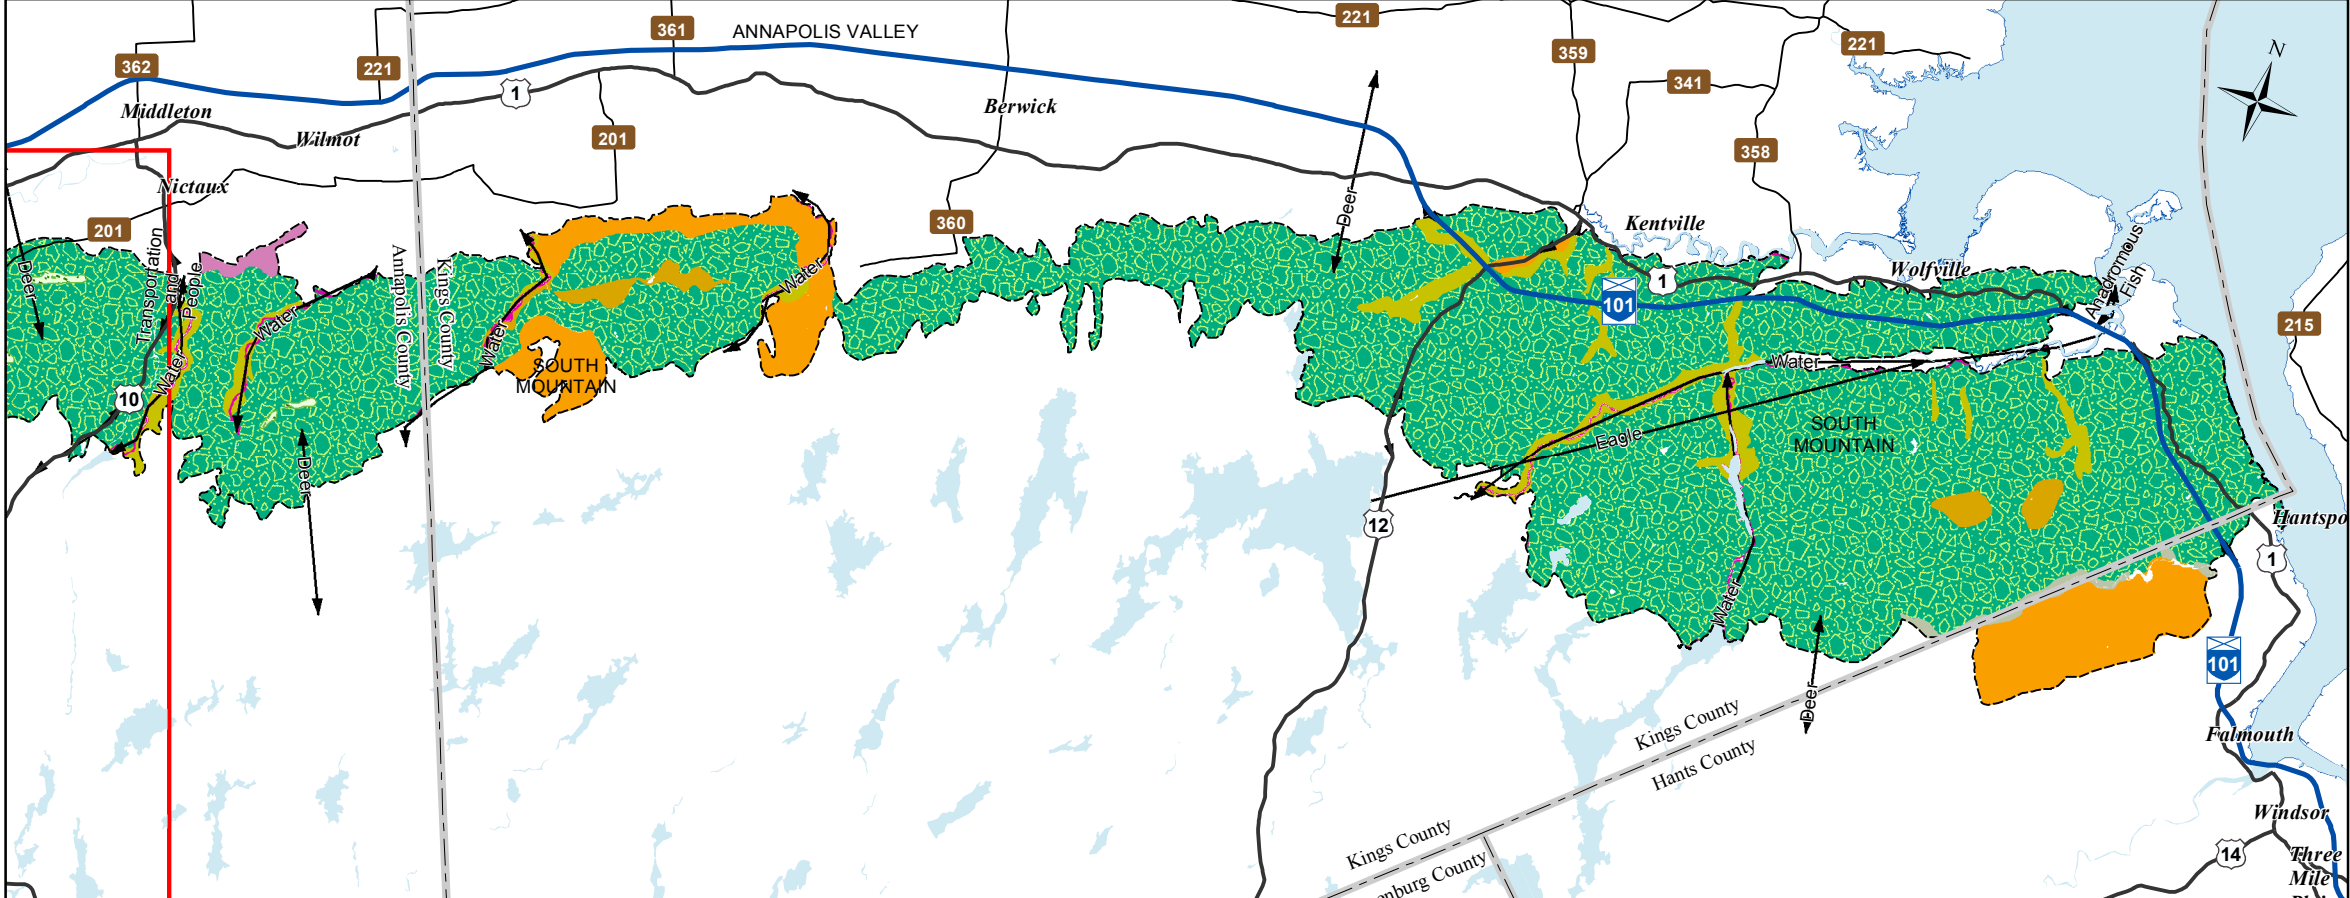 221
361
ANNAPOLIS VALLEY
359
221
362
221
341
1
Middleton
Berwick
Wilmot
201
358
Nictaux
Deer
201
360
Kentville
Transportation
and
People
Annapolis County
Kings County
Deer
Water
Anadromous
Fish
Wolfville
1
101
215
Water
Water
Water
SOUTH
MOUNTAIN
Water
10
SOUTH
MOUNTAIN
Eagle
Deer
12
Hantspo
1
Water
101
Deer
Kings County
Hants County
Falmouth
Windsor
Kings County
enburg County
14
Three
Mile
N